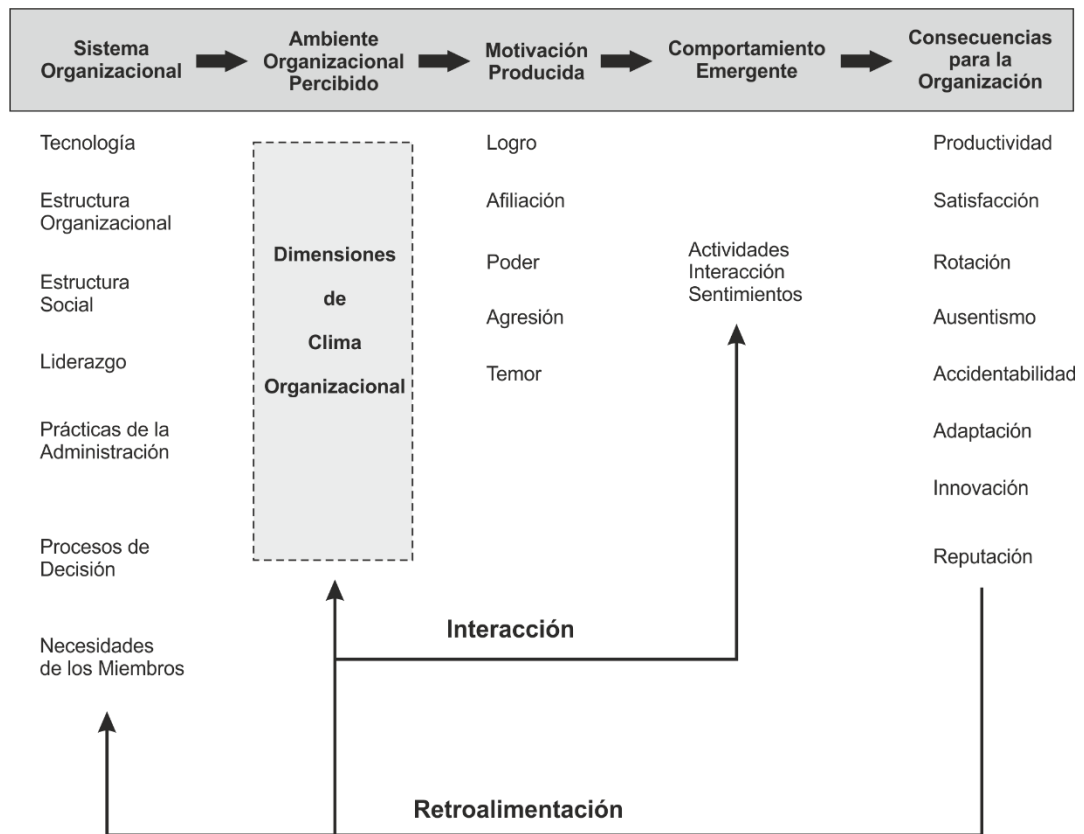 Sistema
Organizacional
Ambiente
Organizacional
Percibido
Motivación
Producida
Comportamiento
Emergente
Consecuencias
para la
Organización
Tecnología
Estructura
Organizacional
Estructura
Social
Liderazgo
Prácticas de la
Administración
Procesos de
Decisión
Necesidades
de los Miembros
Dimensiones
de
Clima
Organizacional
Logro
Afiliación
Poder
Agresión
Temor
Actividades
Interacción
Sentimientos
Productividad
Satisfacción
Rotación
Ausentismo
Accidentabilidad
Adaptación
Innovación
Reputación
Interacción
Retroalimentación